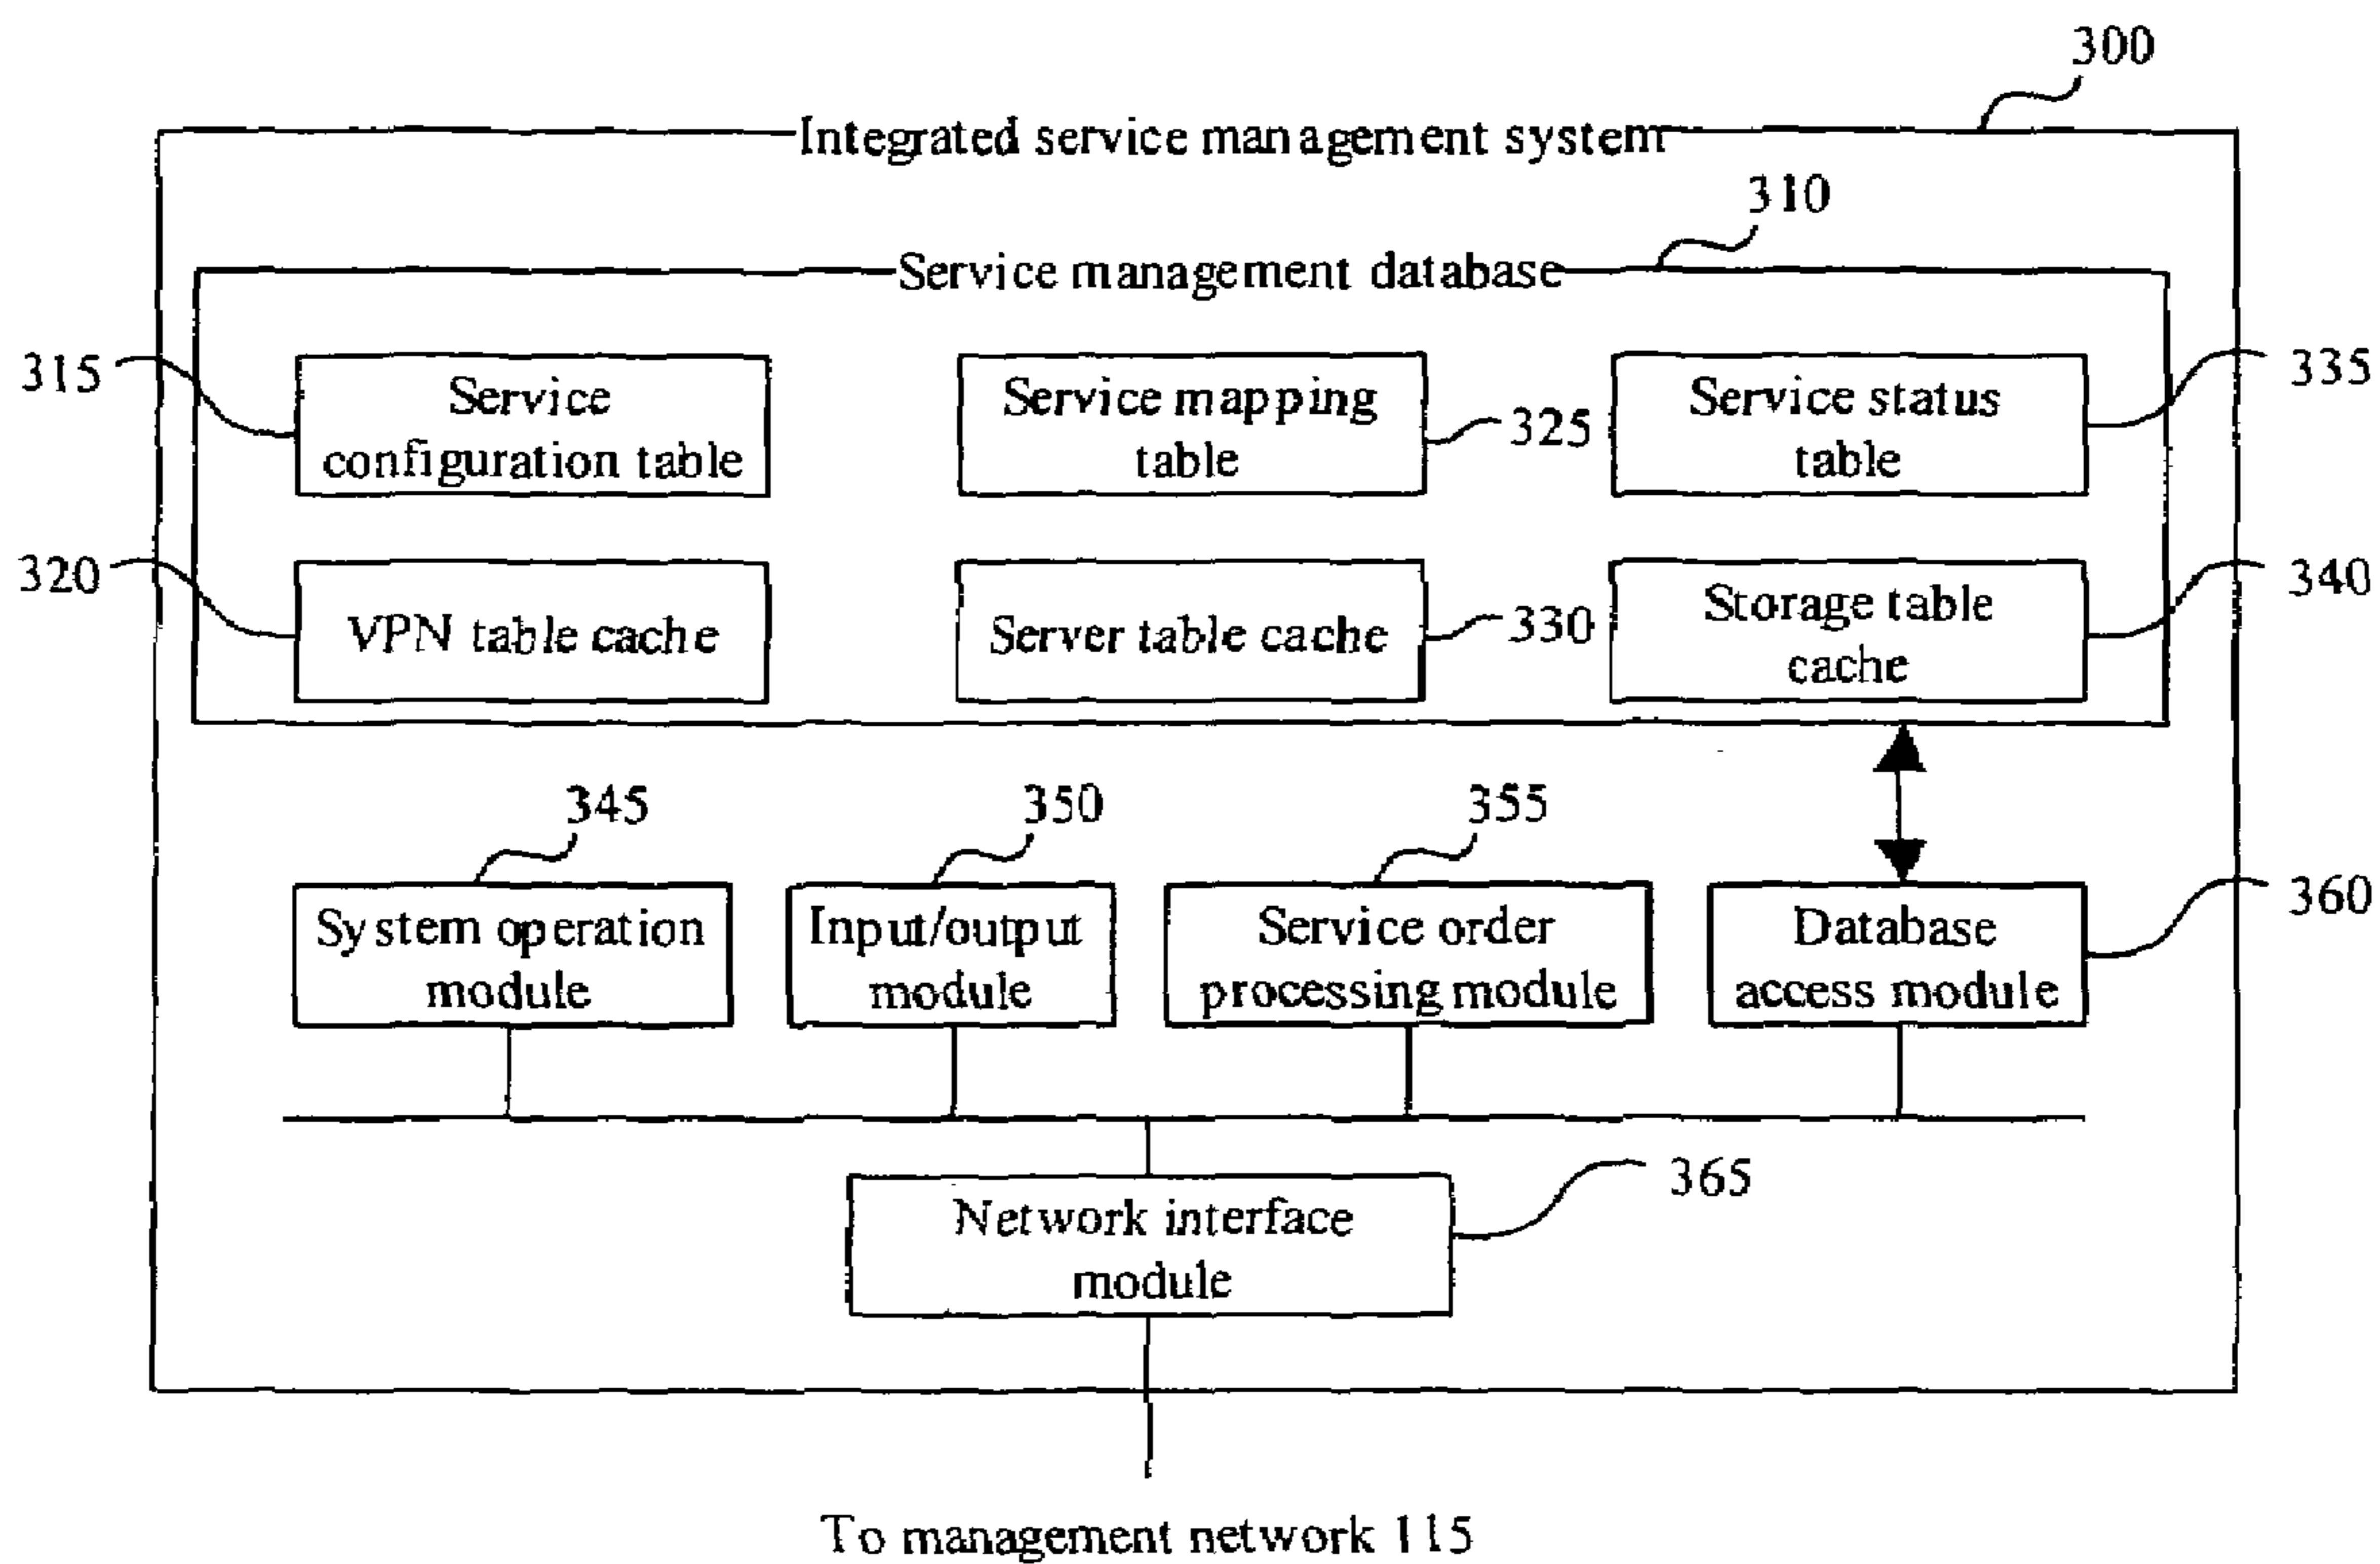 300
Integrated service management system
310
Service management database
315
Service
configuration table
Service mapping
table
325
Service status
table
335
320
VPN table cache
Server table cache
330
Storage table
cache
340
345
350
355
System operation
module
Input/output
module
Service order
processing module
Database
access module
360
Network interface
module
365
To management network 115